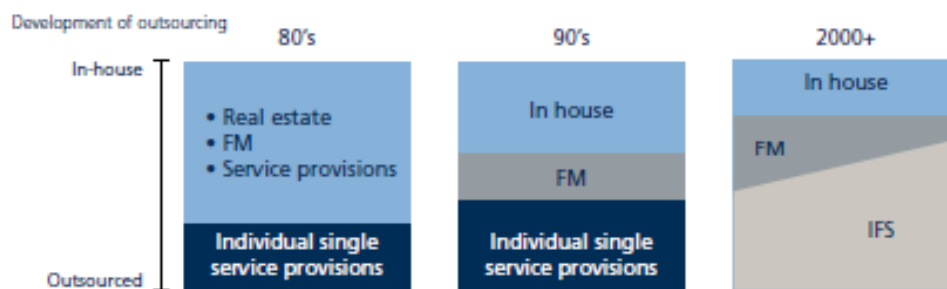 Development of outsourcing
80's
90's
2000+
In-house
Outsourced
• Real estate
• FM
• Service provisions
Individual single
service provisions
In house
FM
Individual single
service provisions
In house
FM
IFS